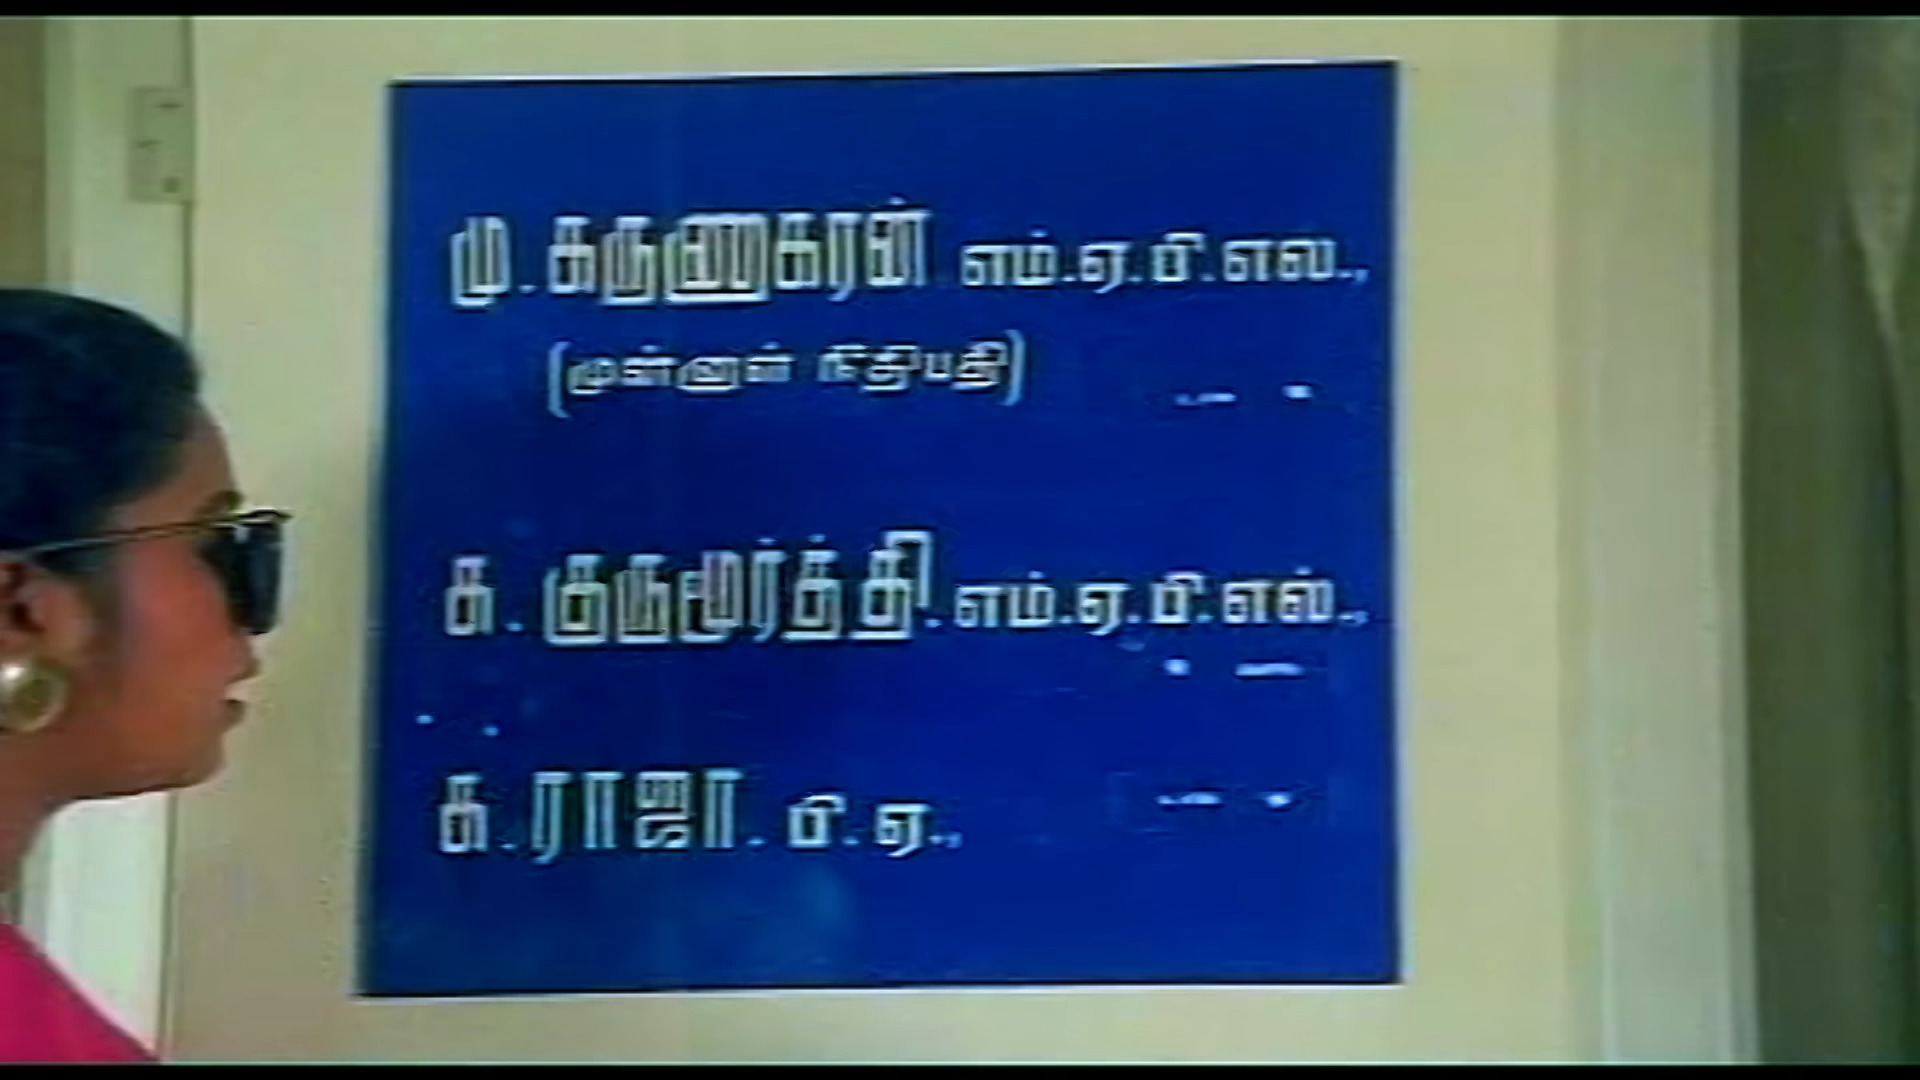 மு. கருணாகரன் எம்.ஏ.பி.எல.,
(முன்னாள் நீதிபதி)
க. குருமூர்த்தி. எம்.ஏ.பி.எல்.,
க. ராஜா. பி.ஏ.,